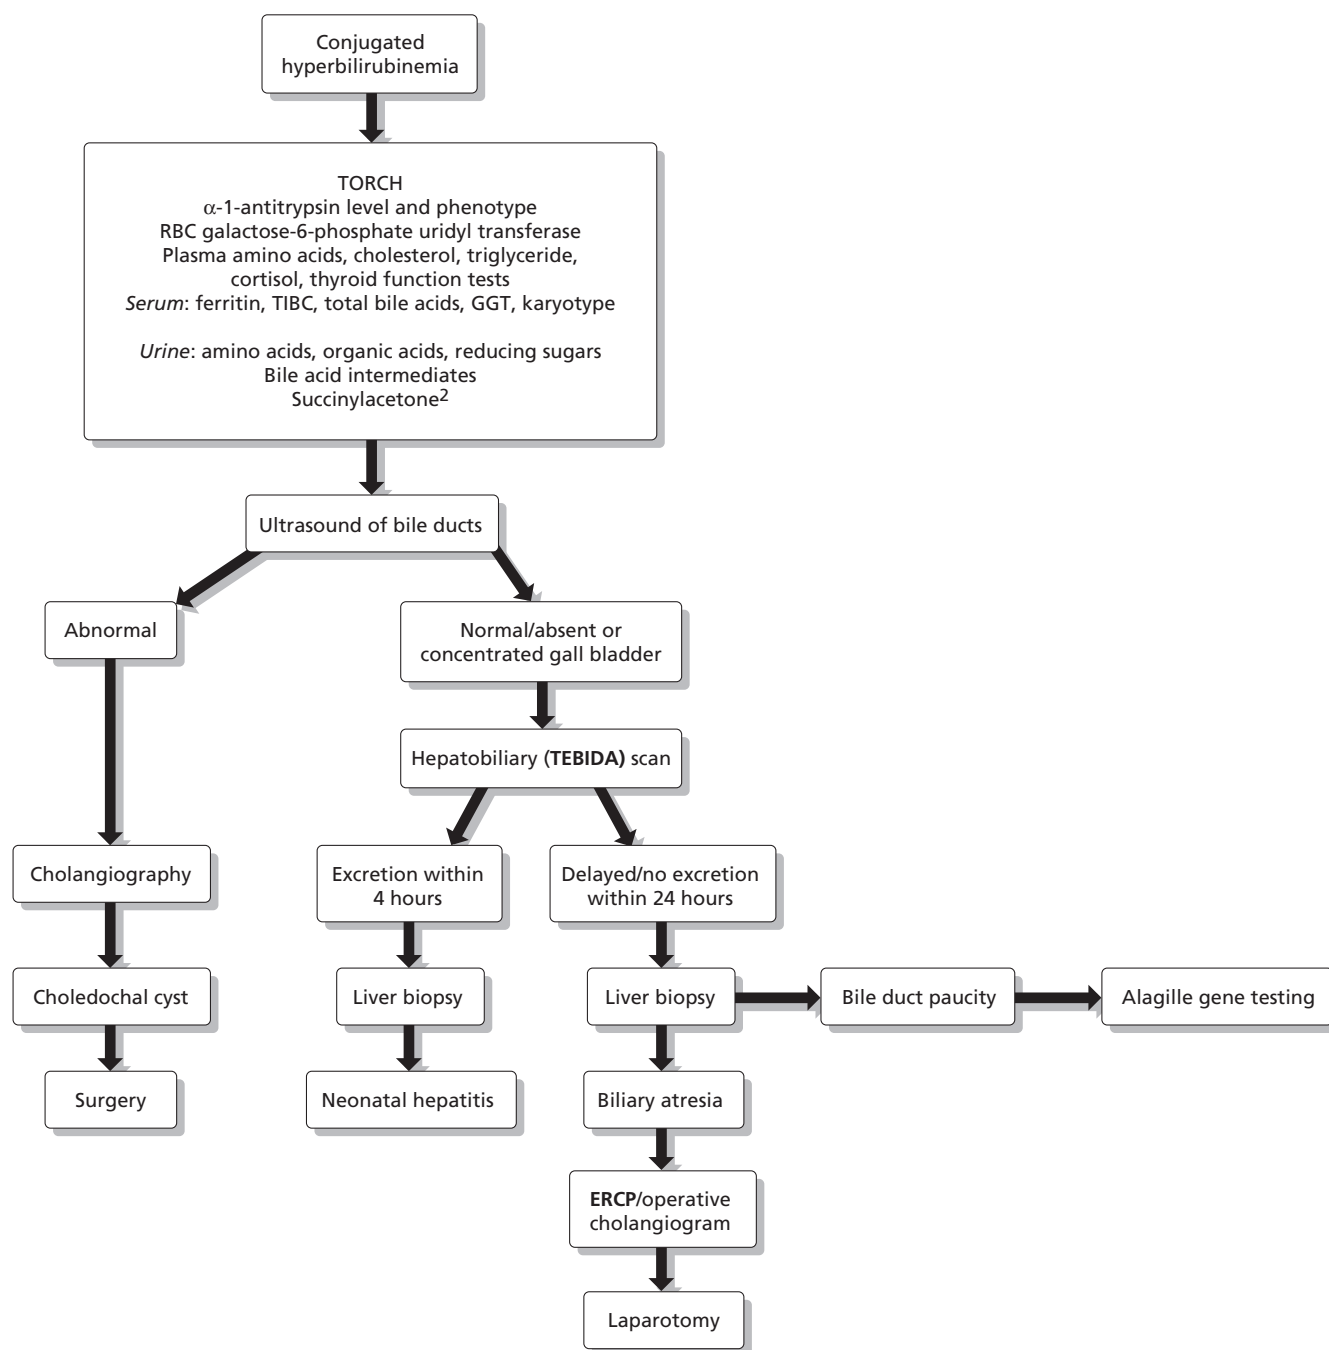 Conjugated
hyperbilirubinemia
TORCH
α-1-antitrypsin level and phenotype
RBC galactose-6-phosphate uridyl transferase
Plasma amino acids, cholesterol, triglyceride,
cortisol, thyroid function tests
Serum: ferritin, TIBC, total bile acids, GGT, karyotype
Urine: amino acids, organic acids, reducing sugars
Bile acid intermediates
Succinylacetone²
Ultrasound of bile ducts
Abnormal
Normal/absent or
concentrated gall bladder
Hepatobiliary (TEBIDA) scan
Cholangiography
Excretion within
4 hours
Delayed/no excretion
within 24 hours
Choledochal cyst
Liver biopsy
Liver biopsy
Bile duct paucity
Alagille gene testing
Surgery
Neonatal hepatitis
Biliary atresia
ERCP/operative
cholangiogram
Laparotomy